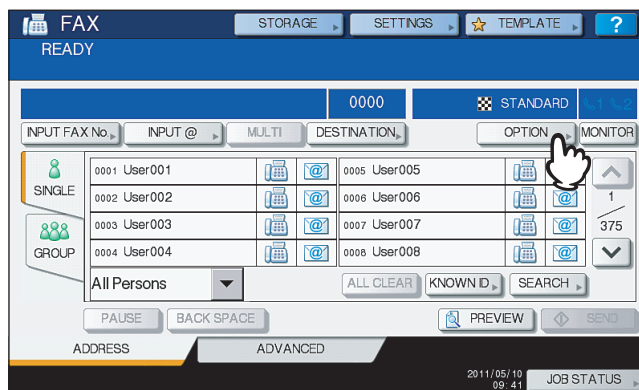 FAX STORAGE SETTINGS TEMPLATE ?
READY
0000 STANDARD 1 2
INPUT FAX No. INPUT @ MULTI DESTINATION OPTION MONITOR
SINGLE
GROUP
0001 User001 @ 0005 User005 @
0002 User002 @ 0006 User006 @
0003 User003 @ 0007 User007 @
0004 User004 @ 0008 User008 @
1
375
All Persons ALL CLEAR KNOWN ID SEARCH
PAUSE BACK SPACE PREVIEW SEND
ADDRESS ADVANCED
2011/05/10
09:41
JOB STATUS